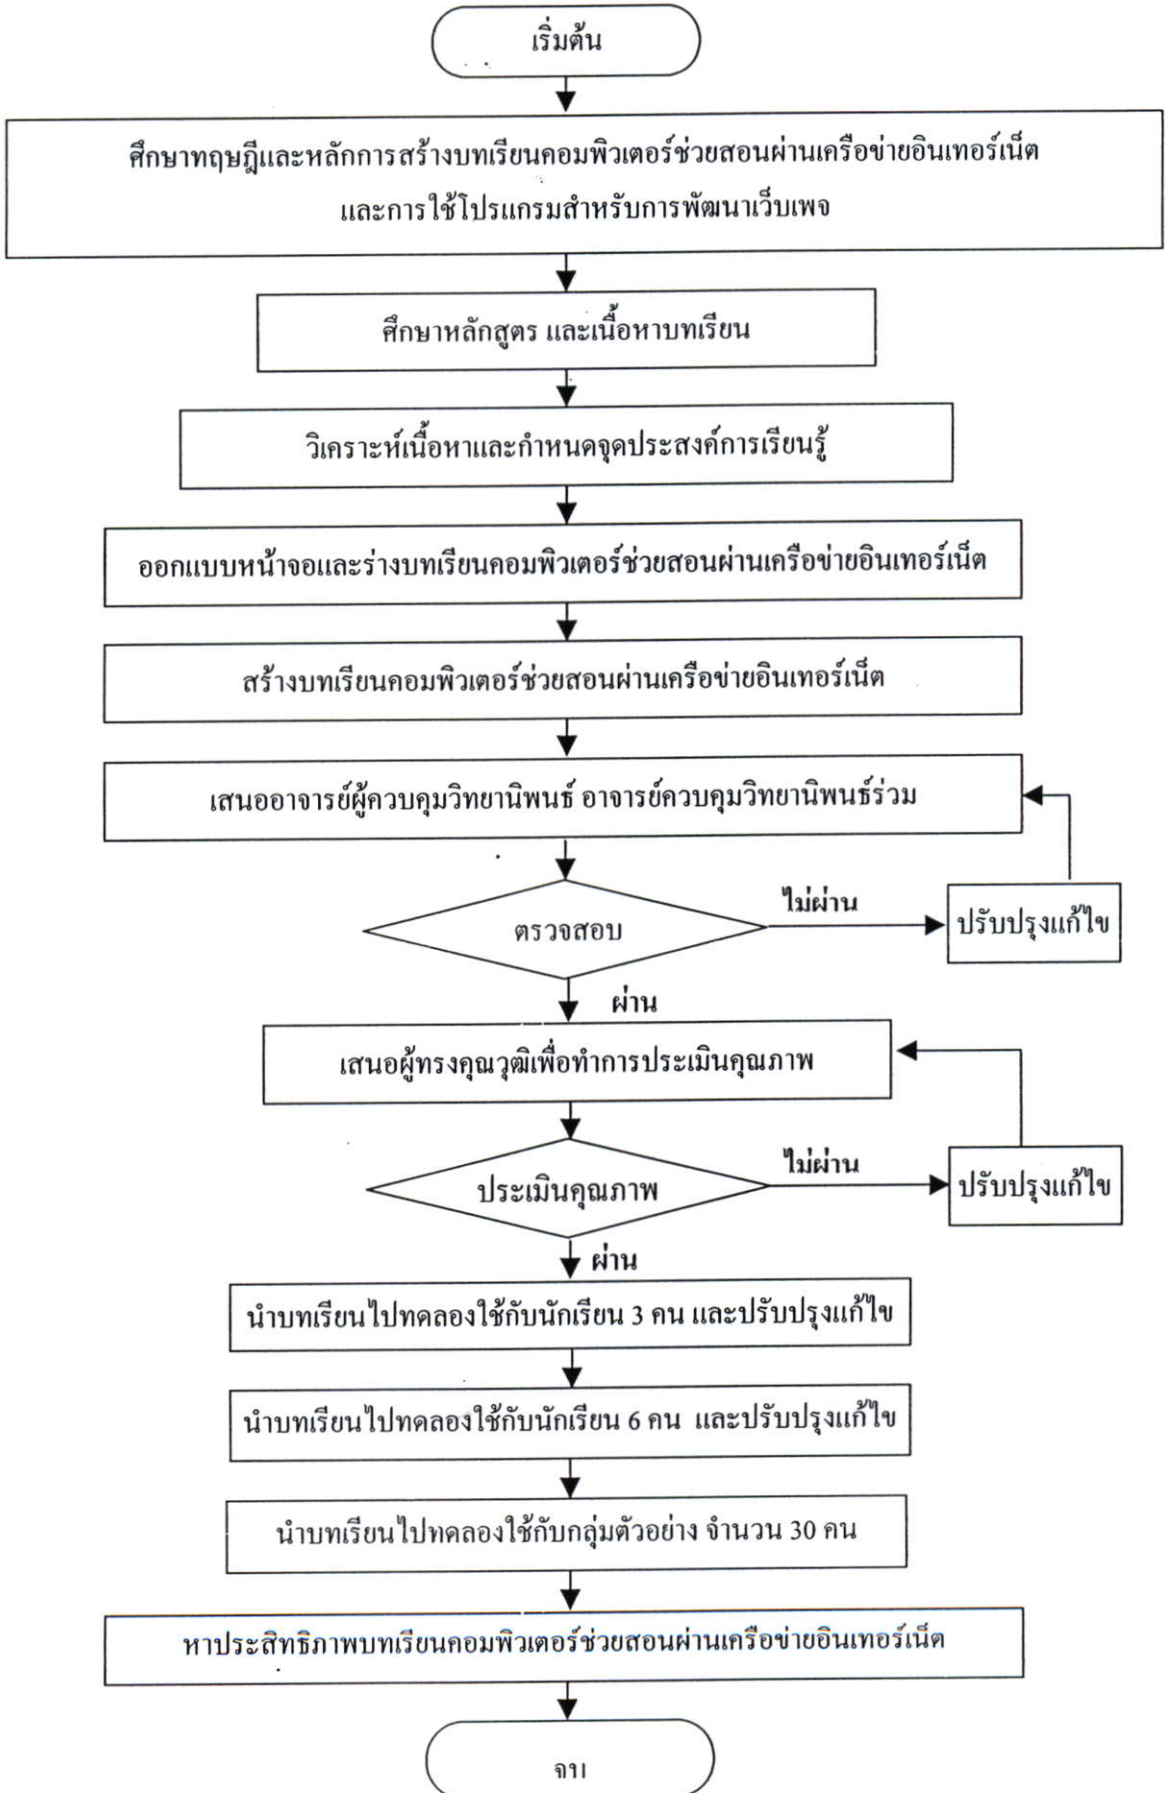 เริ่มต้น
ศึกษาทฤษฎีและหลักการสร้างบทเรียนคอมพิวเตอร์ช่วยสอนผ่านเครือข่ายอินเทอร์เน็ต
และการใช้โปรแกรมสำหรับการพัฒนาเว็บเพจ
ศึกษาหลักสูตร และเนื้อหาบทเรียน
วิเคราะห์เนื้อหาและกำหนดจุดประสงค์การเรียนรู้
ออกแบบหน้าจอและร่างบทเรียนคอมพิวเตอร์ช่วยสอนผ่านเครือข่ายอินเทอร์เน็ต
สร้างบทเรียนคอมพิวเตอร์ช่วยสอนผ่านเครือข่ายอินเทอร์เน็ต
เสนออาจารย์ผู้ควบคุมวิทยานิพนธ์ อาจารย์ควบคุมวิทยานิพนธ์ร่วม
ตรวจสอบ
ไม่ผ่าน
ปรับปรุงแก้ไข
ผ่าน
เสนอผู้ทรงคุณวุฒิเพื่อทำการประเมินคุณภาพ
ประเมินคุณภาพ
ไม่ผ่าน
ปรับปรุงแก้ไข
ผ่าน
นำบทเรียนไปทดลองใช้กับนักเรียน 3 คน และปรับปรุงแก้ไข
นำบทเรียนไปทดลองใช้กับนักเรียน 6 คน และปรับปรุงแก้ไข
นำบทเรียนไปทดลองใช้กับกลุ่มตัวอย่าง จำนวน 30 คน
หาประสิทธิภาพบทเรียนคอมพิวเตอร์ช่วยสอนผ่านเครือข่ายอินเทอร์เน็ต
จบ